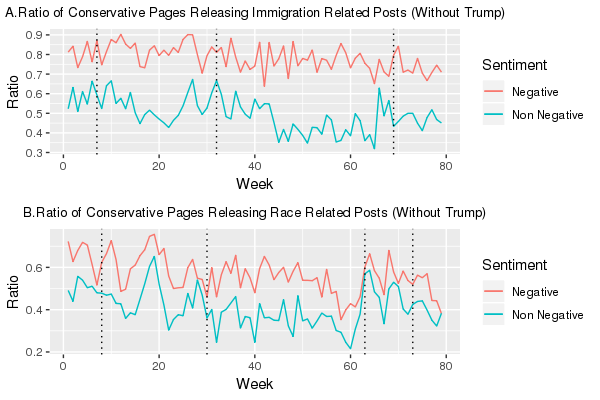 A.Ratio of Conservative Pages Releasing Immigration Related Posts (Without Trump)
0.9
0.8
0.7
0.6
0.5
0.4
0.3
Ratio
0 20 40 60 80
Week
Sentiment
Negative
Non Negative
B.Ratio of Conservative Pages Releasing Race Related Posts (Without Trump)
0.6
0.4
0.2
Ratio
0 20 40 60 80
Week
Sentiment
Negative
Non Negative